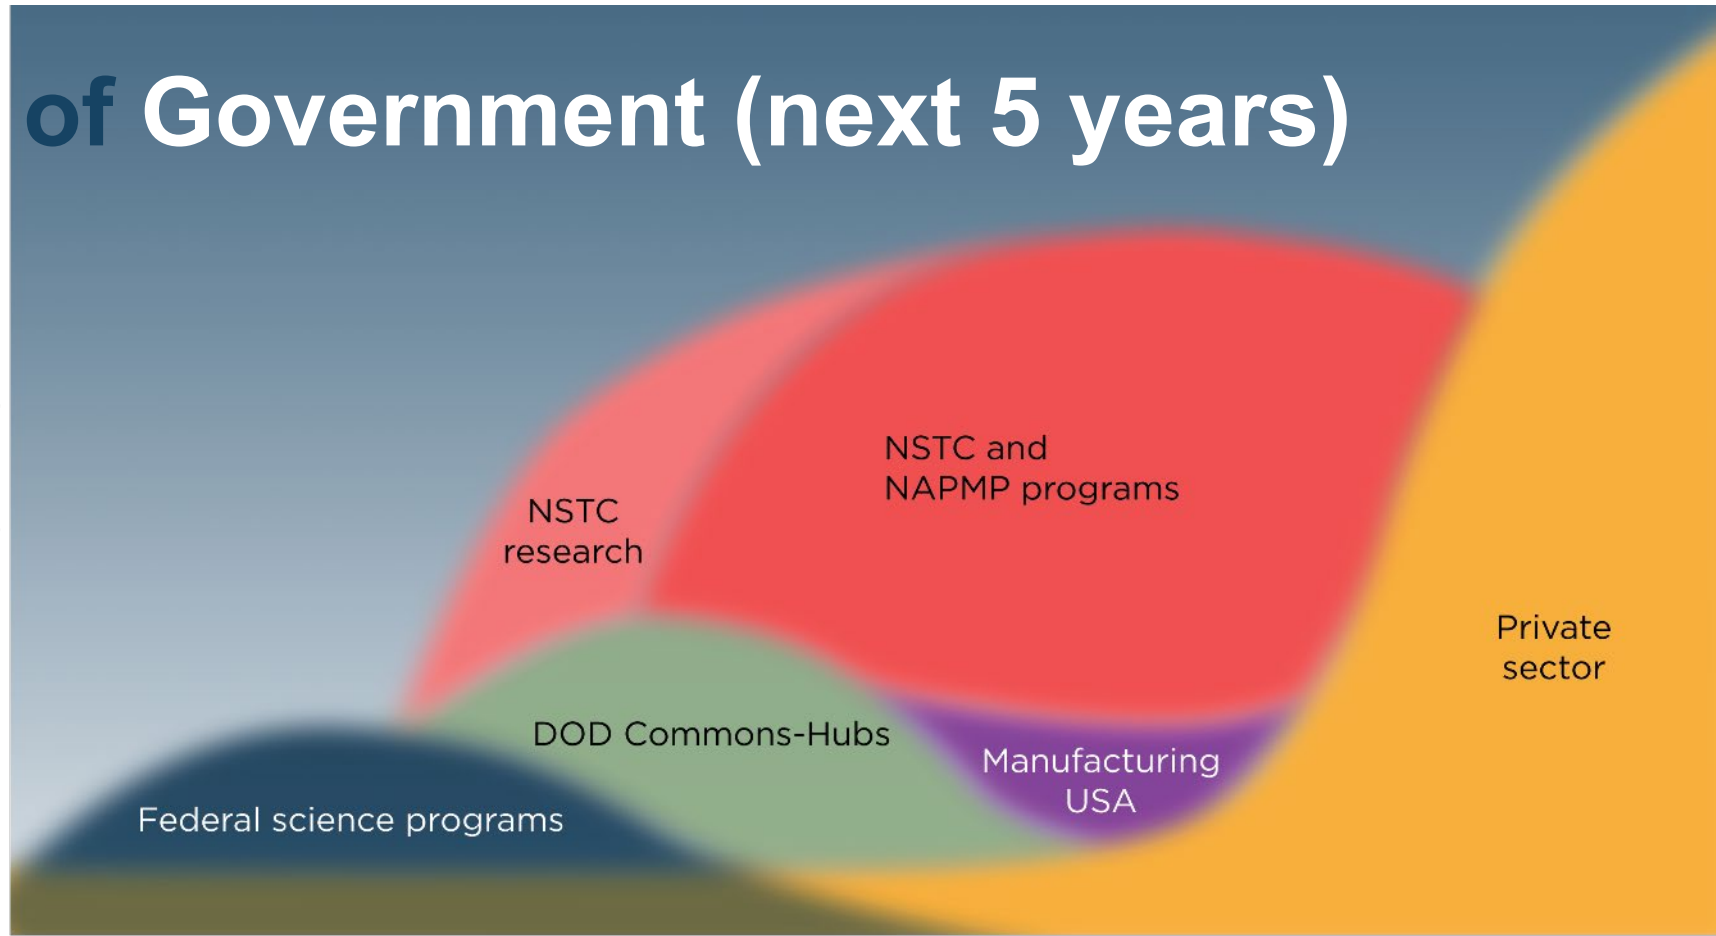 of Government (next 5 years)
NSTC and
NAPMP programs
NSTC
research
Private
sector
DOD Commons-Hubs
Manufacturing
USA
Federal science programs